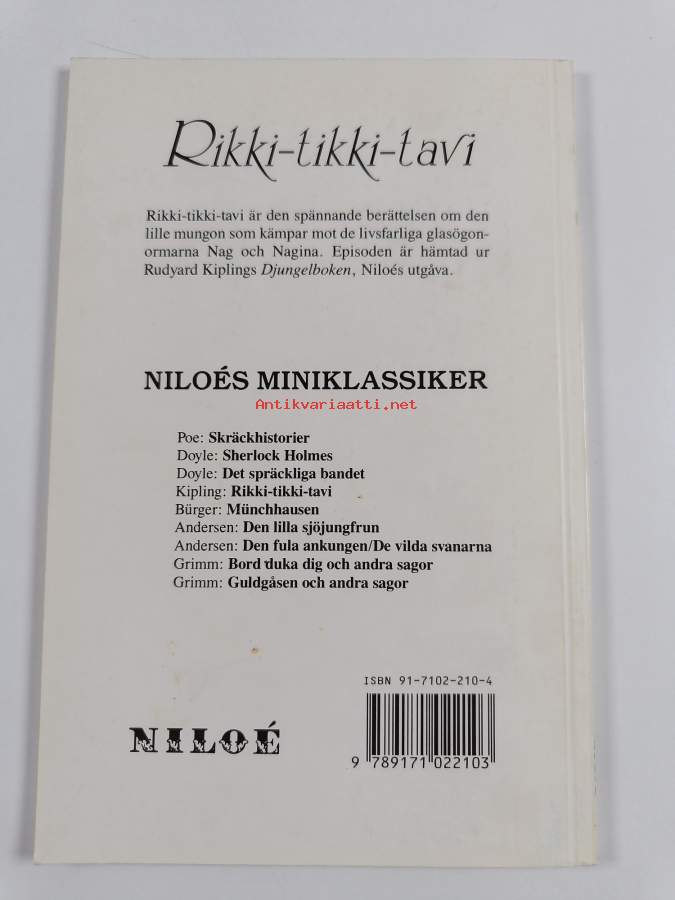 Rikki-tikki-tavi
Rikki-tikki-tavi är den spännande berättelsen om den
lille mungon som kämpar mot de livsfarliga glasögon-
ormarna Nag och Nagina. Episoden är hämtad ur
Rudyard Kiplings Djungelboken, Niloés utgåva.
NILOÉS MINIKLASSIKER
Antikvariaatti.net
Poe: Skräckhistorier
Doyle: Sherlock Holmes
Doyle: Det spräckliga bandet
Kipling: Rikki-tikki-tavi
Bürger: Münchhausen
Andersen: Den lilla sjöjungfrun
Andersen: Den fula ankungen/De vilda svanarna
Grimm: Bord duka dig och andra sagor
Grimm: Guldgåsen och andra sagor
ISBN 91-7102-210-4
NILOÉ
9 789171 022103